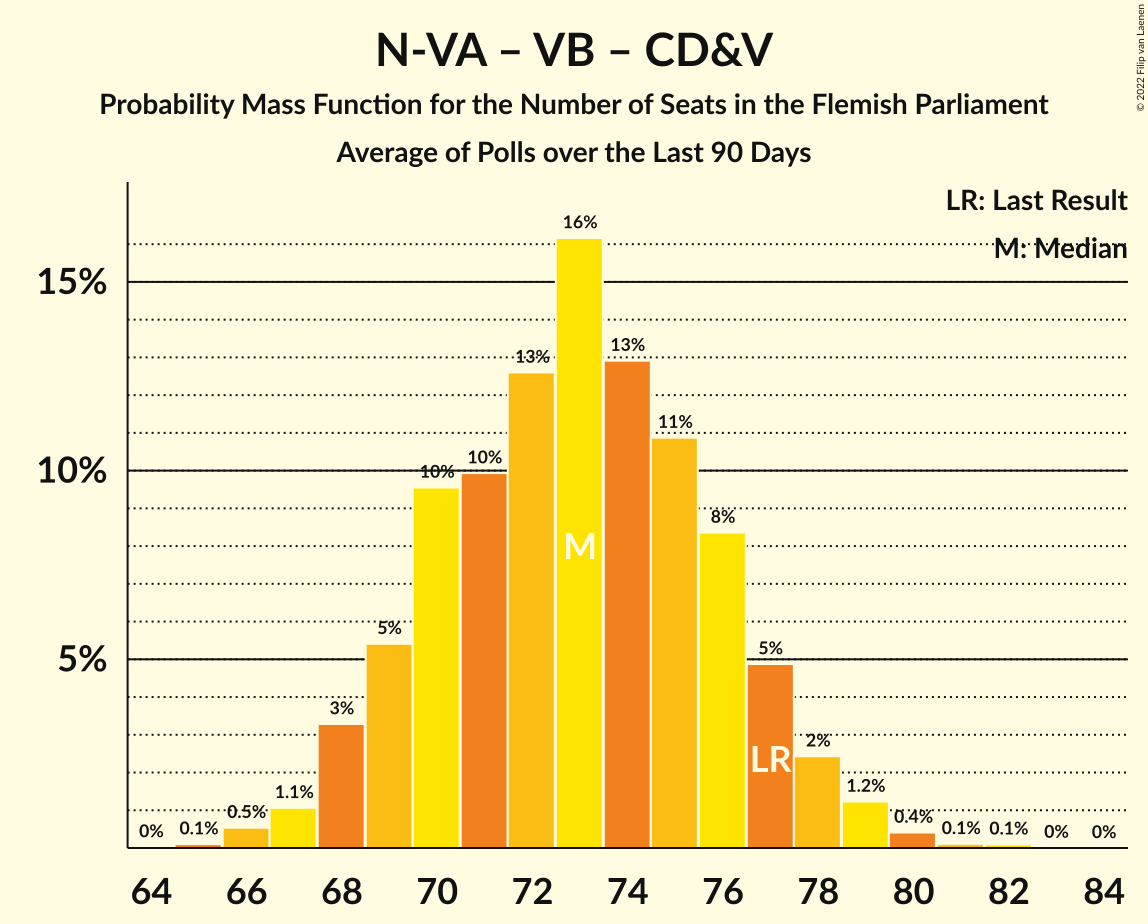 N-VA – VB – CD&V
Probability Mass Function for the Number of Seats in the Flemish Parliament
Average of Polls over the Last 90 Days
© 2022 Filip van Laenen
LR: Last Result
M: Median
15%
10%
5%
0%
0.1%
0.5%
1.1%
3%
5%
10%
10%
13%
16%
13%
11%
8%
5%
2%
1.2%
0.4%
0.1%
0.1%
0%
0%
M
LR
64 66 68 70 72 74 76 78 80 82 84